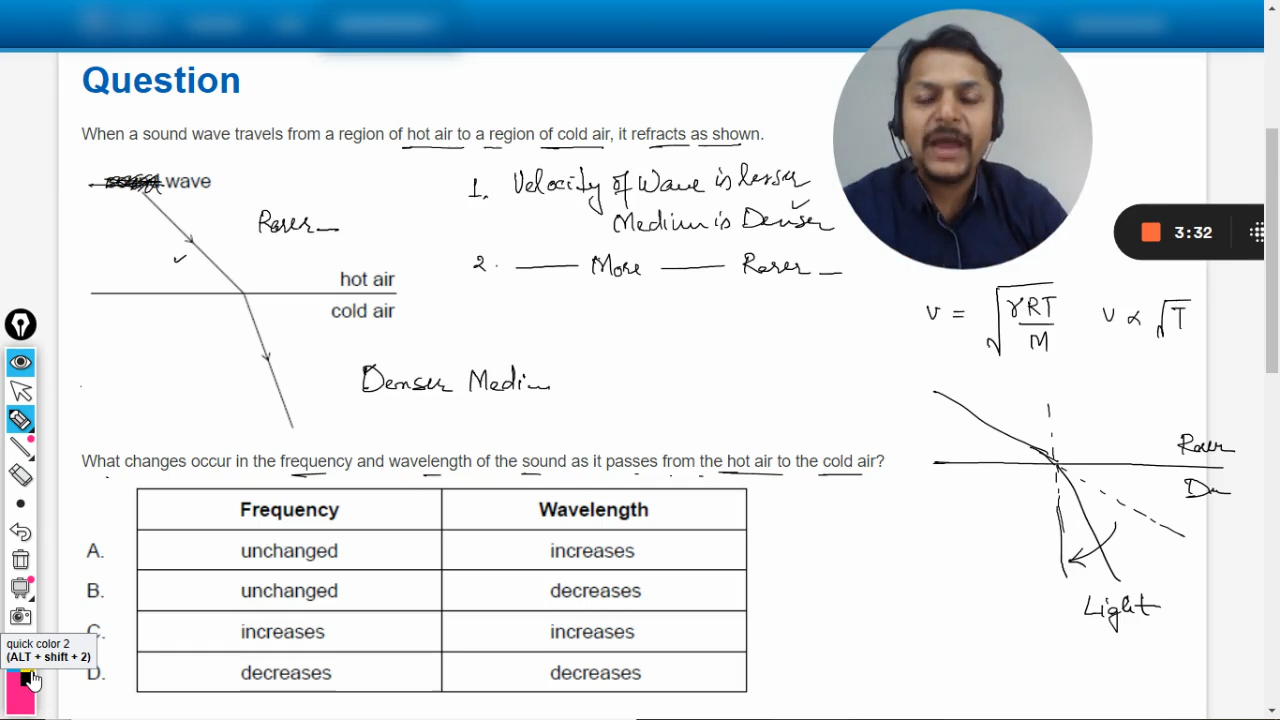 Question
When a sound wave travels from a region of hot air to a region of cold air, it refracts as shown.
wave
1. Velocity of Wave is lesser
Medium is Denser
Rarer
2. More Rarer
hot air
cold air
3:32
v = √γRT/M v ∝ √T
Denser Mediu
Rarer
De
Light
What changes occur in the frequency and wavelength of the sound as it passes from the hot air to the cold air?
Frequency Wavelength
A. unchanged increases
B. unchanged decreases
C. increases increases
D. decreases decreases
quick color 2
(ALT + shift + 2)